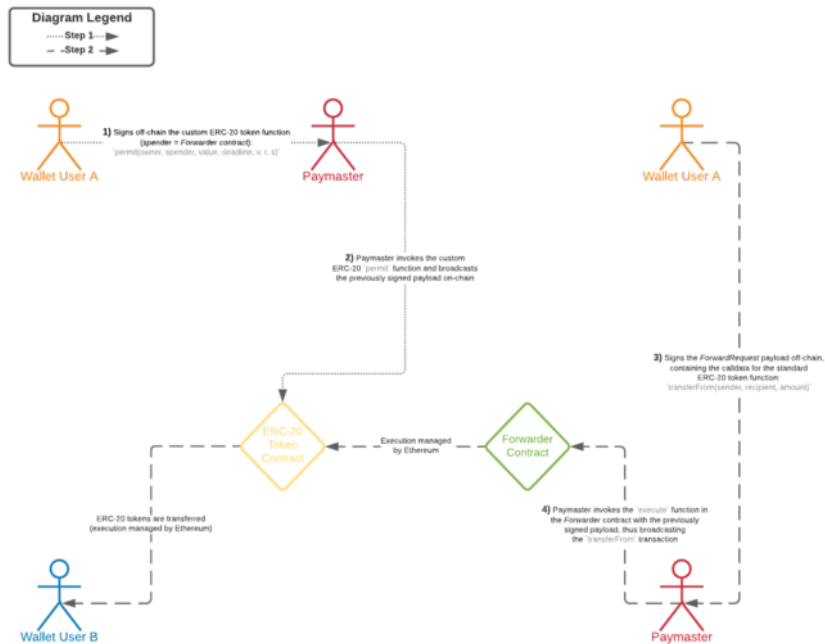 Diagram Legend
Step 1
Step 2
1) Signs off-chain the custom ERC-20 token function
(spender = Forwarder contract):
`permit(owner, spender, value, deadline, v, r, s)`
Wallet User A
Paymaster
Wallet User A
2) Paymaster invokes the custom
ERC-20 `permit` function and broadcasts
the previously signed payload on-chain
3) Signs the ForwardRequest payload off-chain,
containing the calldata for the standard
ERC-20 token function:
`transferFrom(sender, recipient, amount)`
ERC-20
Token
Contract
Execution managed
by Ethereum
Forwarder
Contract
ERC-20 tokens are transferred
(execution managed by Ethereum)
4) Paymaster invokes the `execute` function in
the Forwarder contract with the previously
signed payload, thus broadcasting
the `transferFrom` transaction
Wallet User B
Paymaster